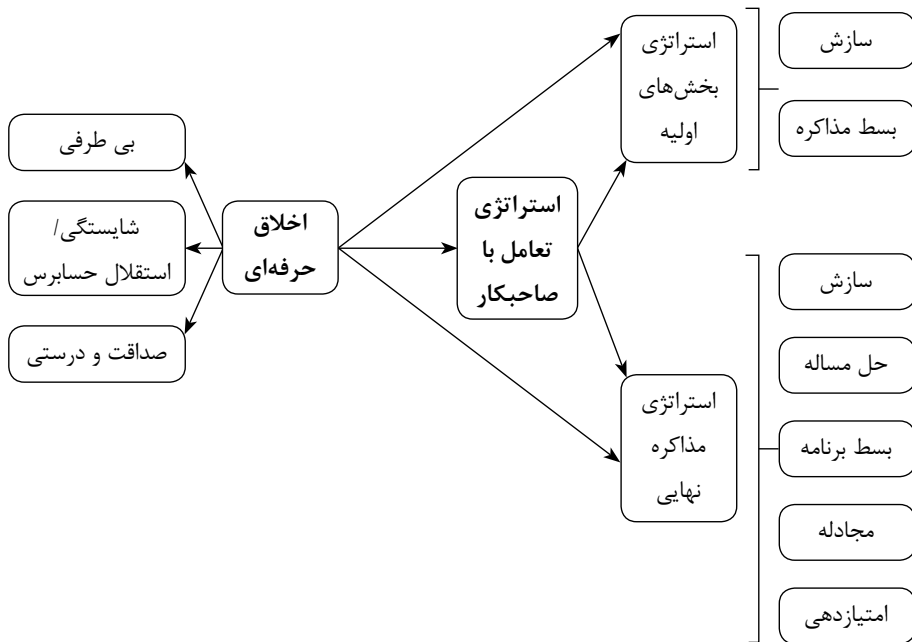 سازش
بسط مذاکره
استراتژی
بخش‌های
اولیه
سازش
حل مساله
بسط برنامه
مجادله
امتیازدهی
استراتژی
مذاکره
نهایی
استراتژی
تعامل با
صاحبکار
اخلاق
حرفه‌ای
بی طرفی
شایستگی/
استقلال حسابرس
صداقت و درستی